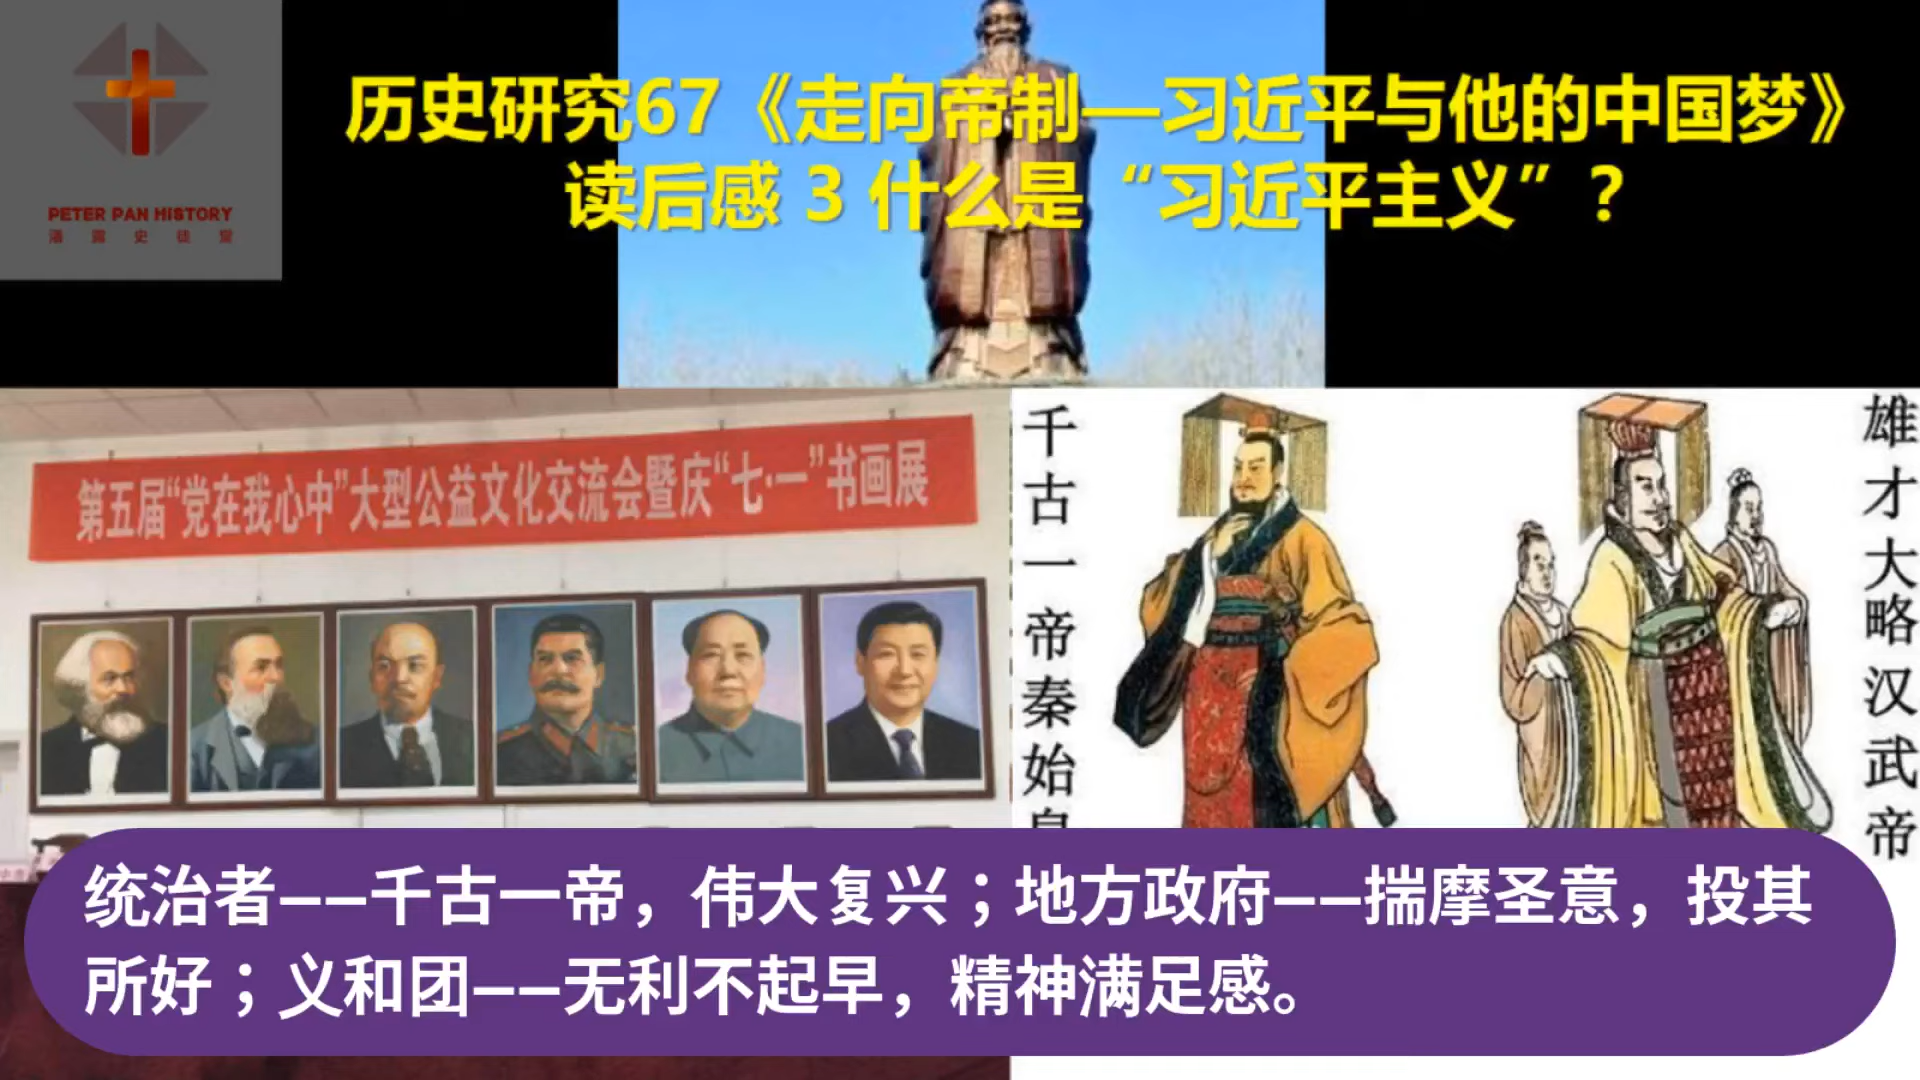 PETER PAN HISTORY
历史研究67《走向帝制—习近平与他的中国梦》
读后感 3 什么是“习近平主义”？
第五届“党在我心中”大型公益文化交流会暨庆“七·一”书画展
千古一帝秦始皇
雄才大略汉武帝
统治者——千古一帝，伟大复兴；地方政府——揣摩圣意，投其
所好；义和团——无利不起早，精神满足感。